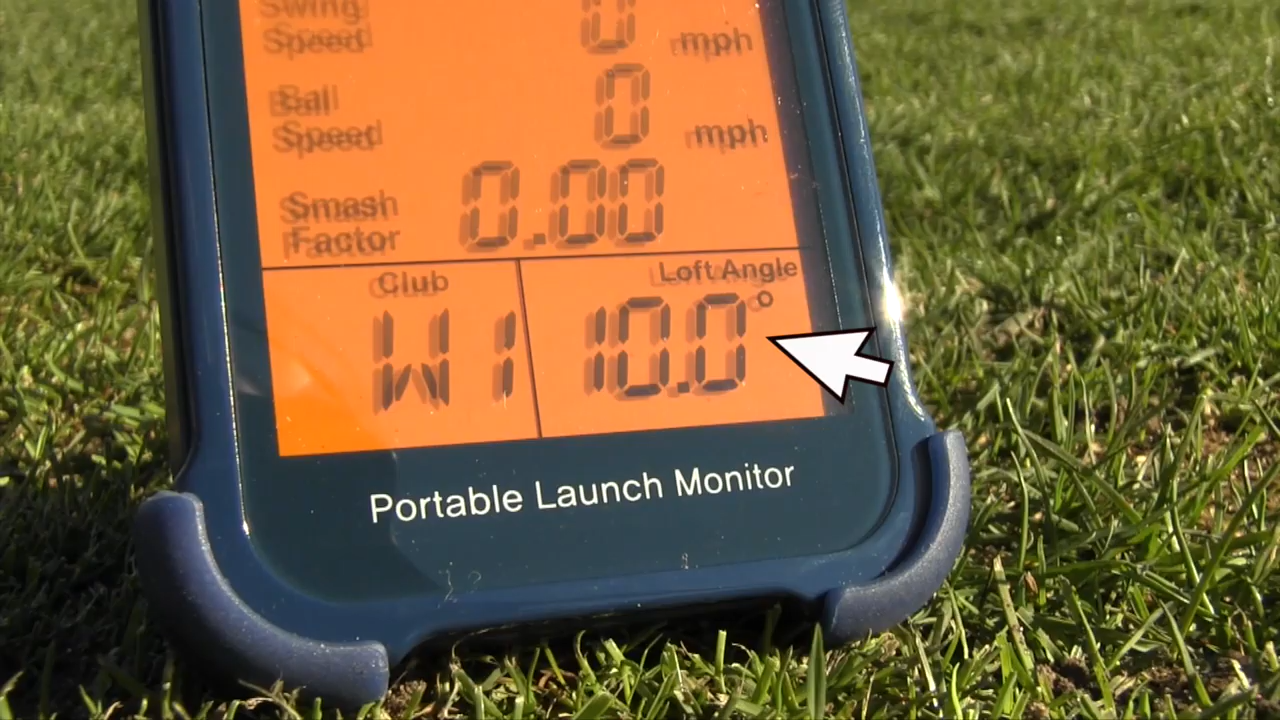 Swing 0
Speed mph
Ball 0
Speed mph
Smash 0.00
Factor
Club Loft Angle
W1 10.0°
Portable Launch Monitor